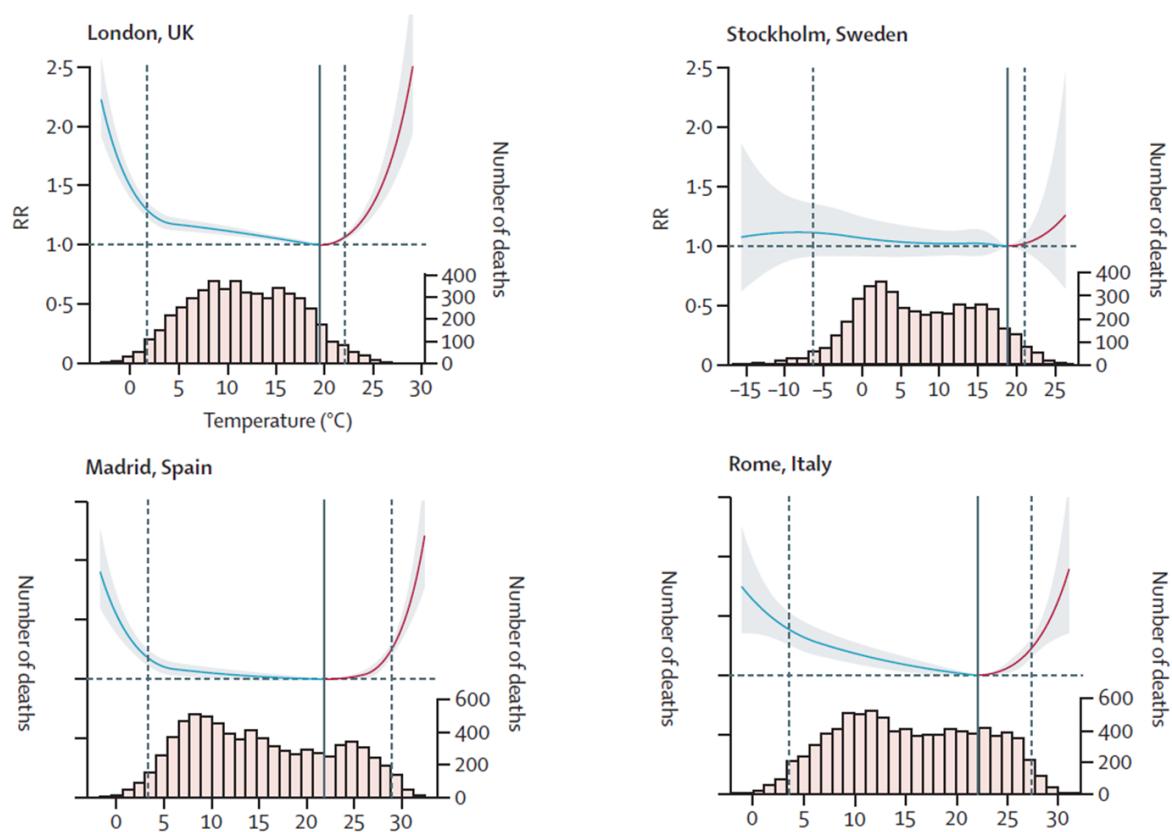 London, UK
2·5
2·0
1·5
1·0
0·5
0
RR
400
300
200
100
0
Number of deaths
0 5 10 15 20 25 30
Temperature (°C)
Stockholm, Sweden
2·5
2·0
1·5
1·0
0·5
0
RR
400
300
200
100
0
Number of deaths
–15 –10 –5 0 5 10 15 20 25
Madrid, Spain
Number of deaths
600
400
200
0
Number of deaths
0 5 10 15 20 25 30
Rome, Italy
Number of deaths
600
400
200
0
Number of deaths
0 5 10 15 20 25 30